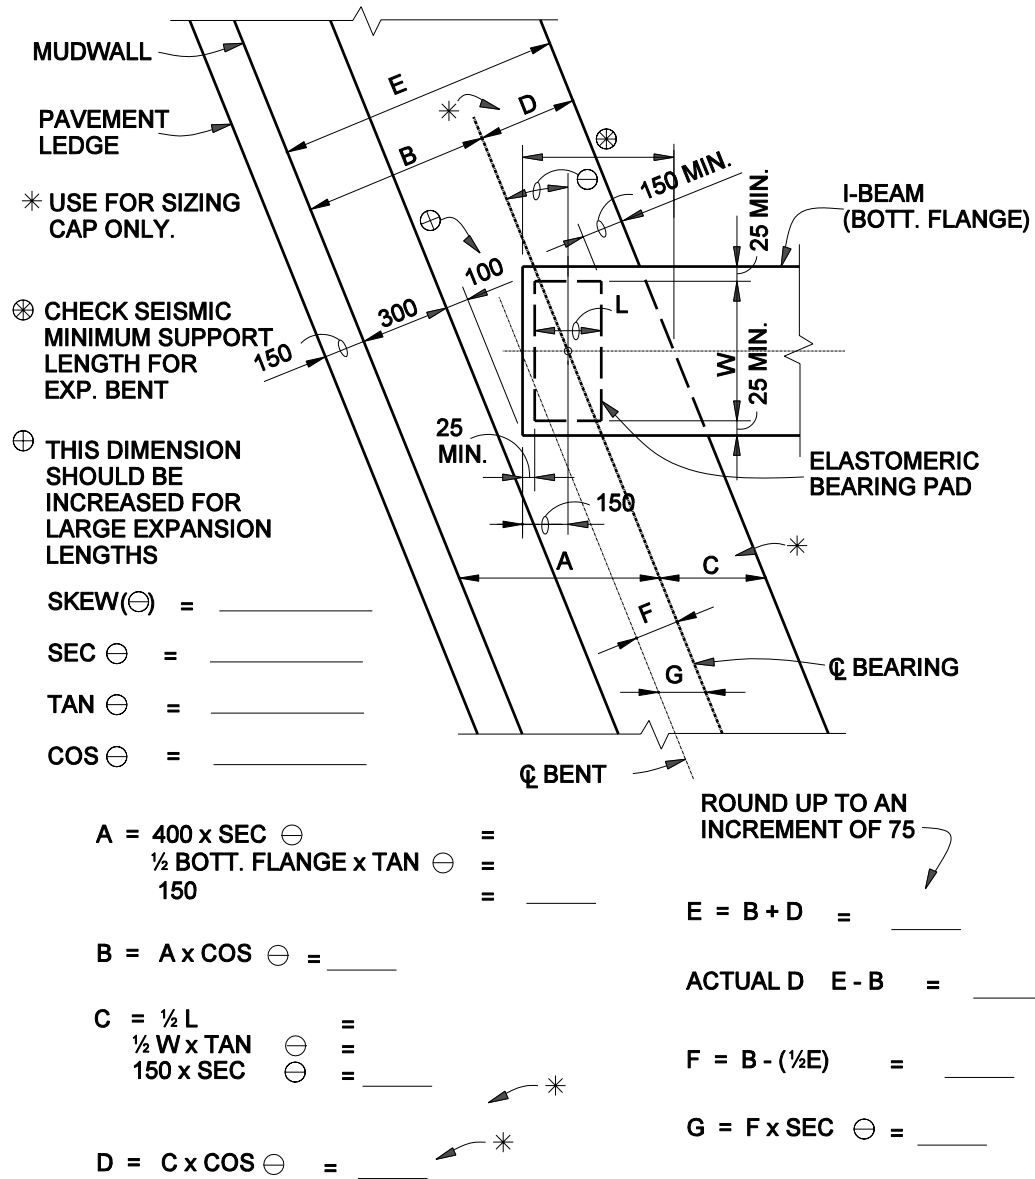 MUDWALL
PAVEMENT
LEDGE
✳ USE FOR SIZING
CAP ONLY.
⊛ CHECK SEISMIC
MINIMUM SUPPORT
LENGTH FOR
EXP. BENT
⊕ THIS DIMENSION
SHOULD BE
INCREASED FOR
LARGE EXPANSION
LENGTHS
E
D
B
✳
⊛
⊖
⊕
150 MIN.
25 MIN.
I-BEAM
(BOTT. FLANGE)
100
300
150
L
W
25 MIN.
25
MIN.
150
ELASTOMERIC
BEARING PAD
✳
A
C
F
G
℄ BEARING
℄ BENT
SKEW(⊖) =
SEC ⊖ =
TAN ⊖ =
COS ⊖ =
A = 400 x SEC ⊖ =
½ BOTT. FLANGE x TAN ⊖ =
150 =
B = A x COS ⊖ =
C = ½ L =
½ W x TAN ⊖ =
150 x SEC ⊖ =
✳
D = C x COS ⊖ =
✳
ROUND UP TO AN
INCREMENT OF 75
E = B + D =
ACTUAL D E - B =
F = B - (½E) =
G = F x SEC ⊖ =